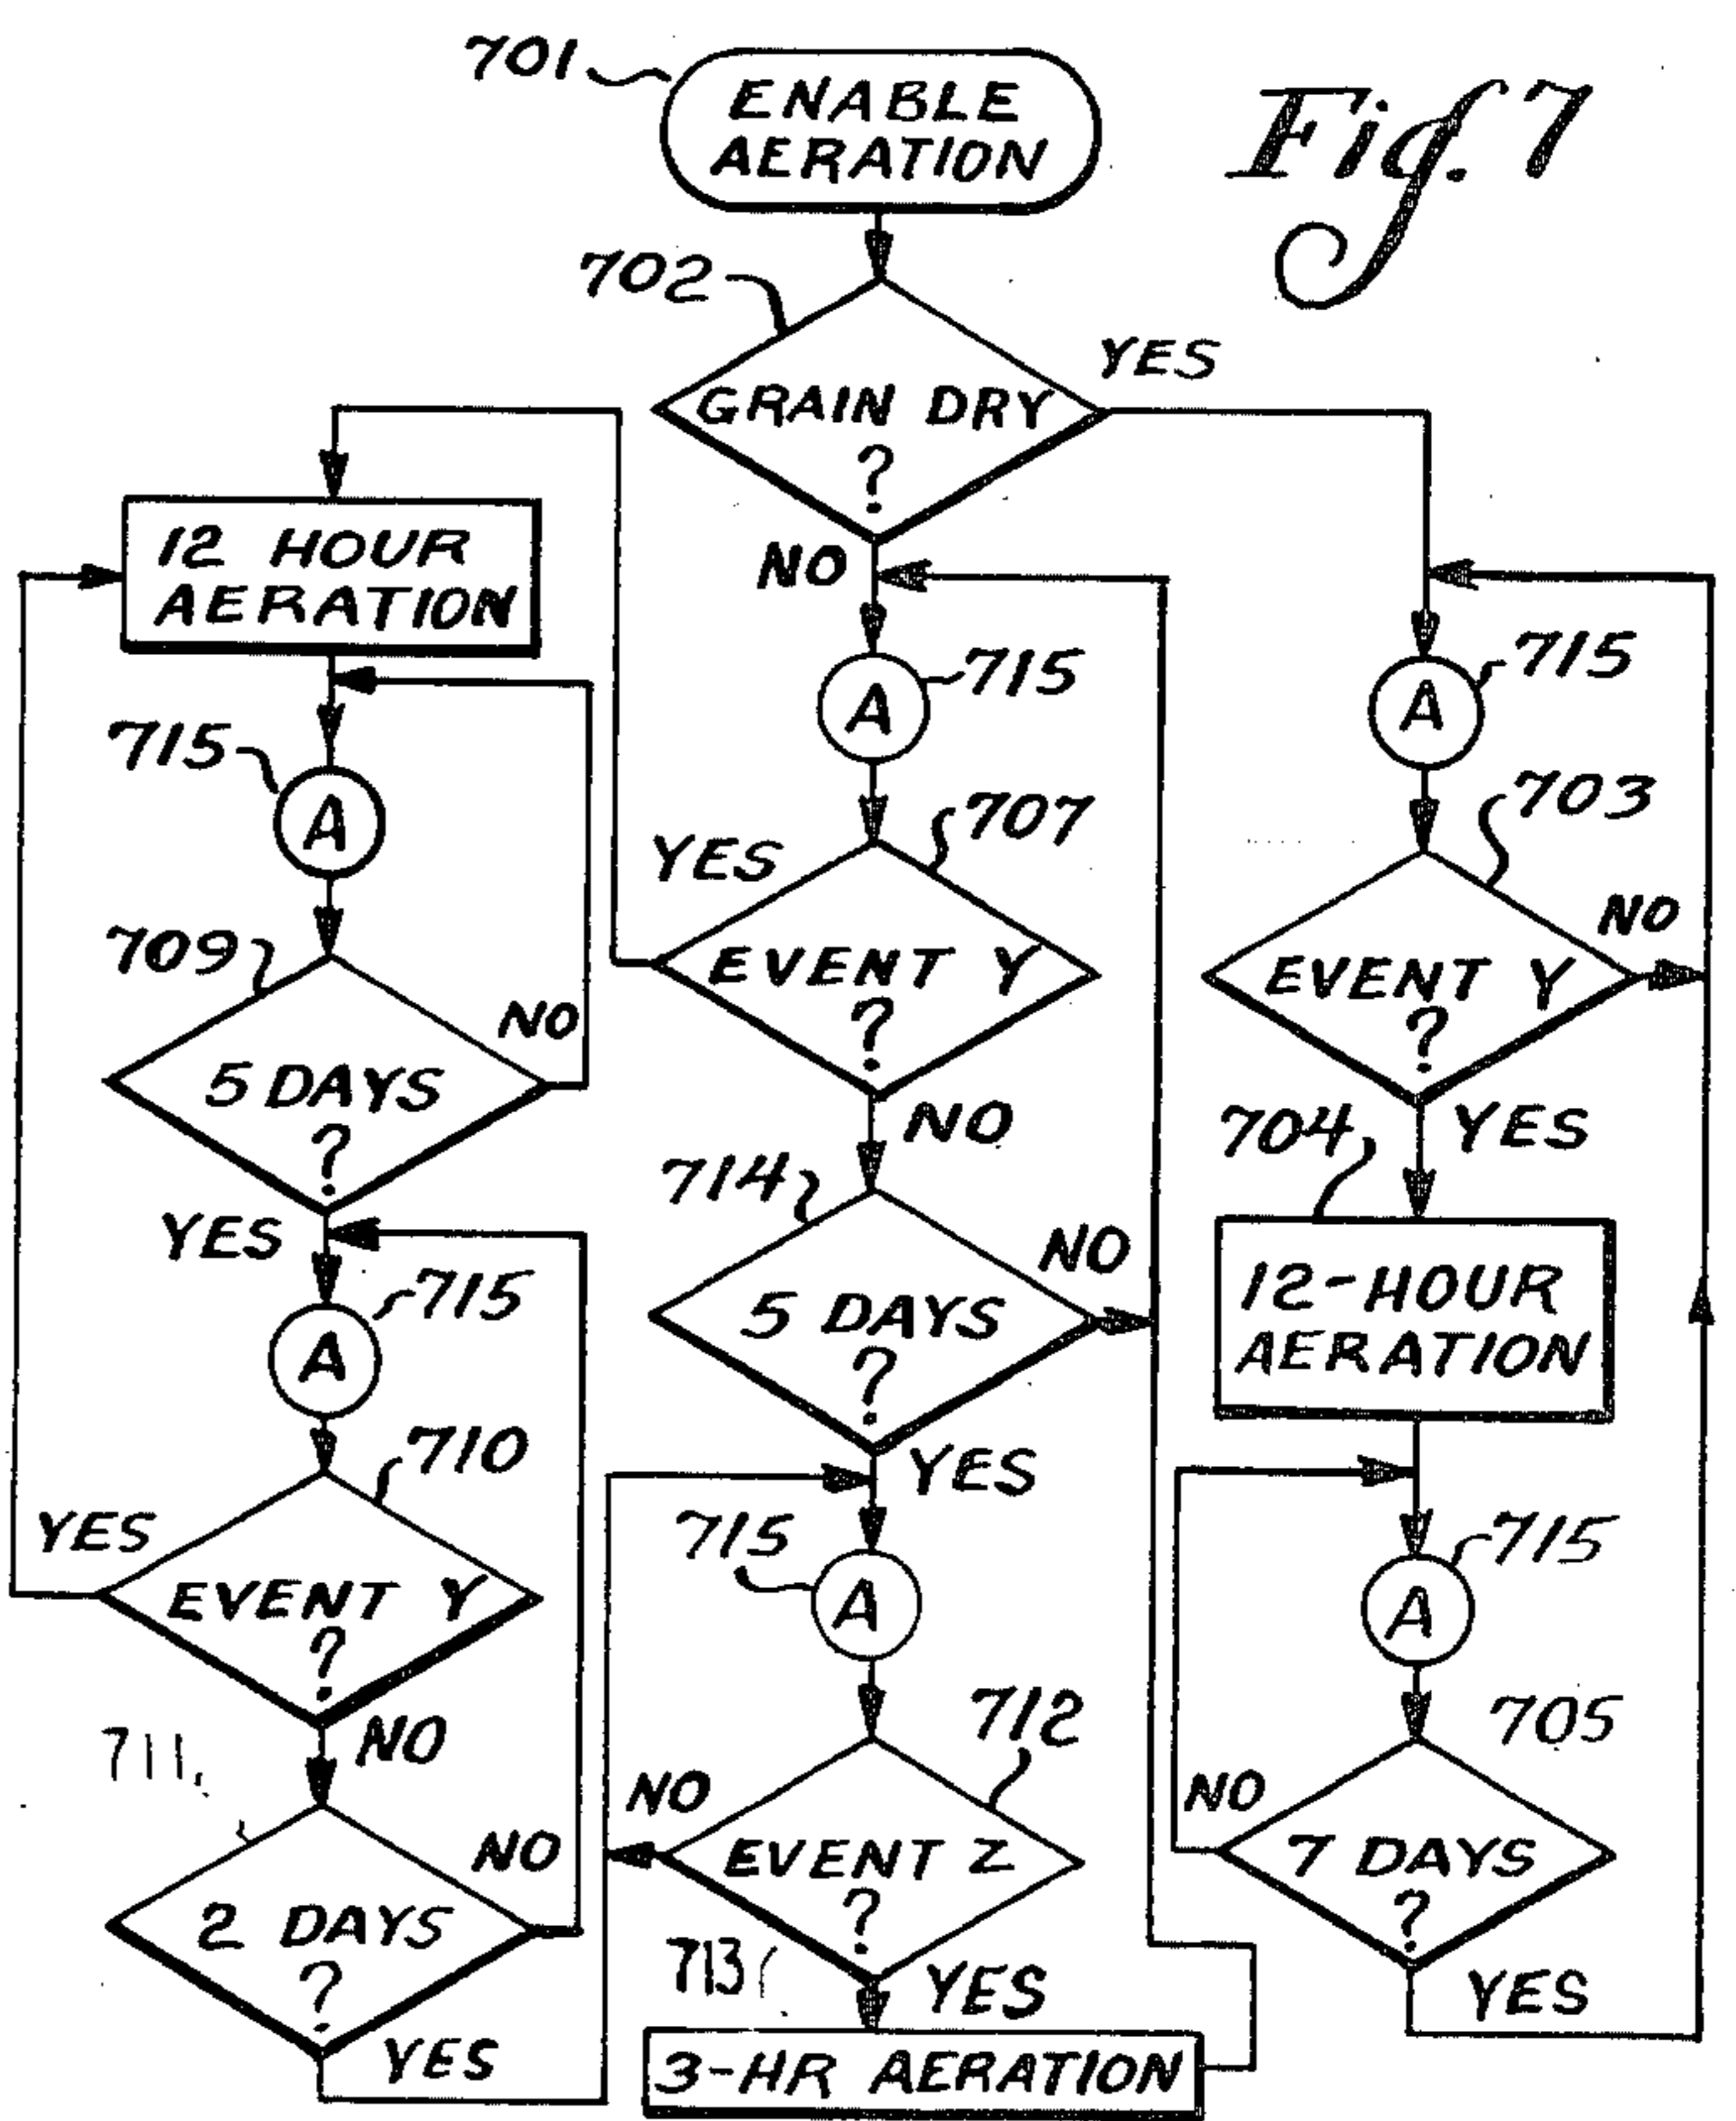 701
ENABLE
AERATION
Fig. 7
702
GRAIN DRY
?
YES
NO
12 HOUR
AERATION
715
A
715
A
715
A
707
YES
EVENT Y
?
NO
703
EVENT Y
?
NO
YES
709
5 DAYS
?
NO
YES
714
5 DAYS
?
NO
YES
704
12-HOUR
AERATION
715
A
715
A
715
A
710
EVENT Y
?
YES
NO
712
EVENT Z
?
NO
YES
705
7 DAYS
?
NO
YES
711
2 DAYS
?
NO
YES
713
3-HR AERATION